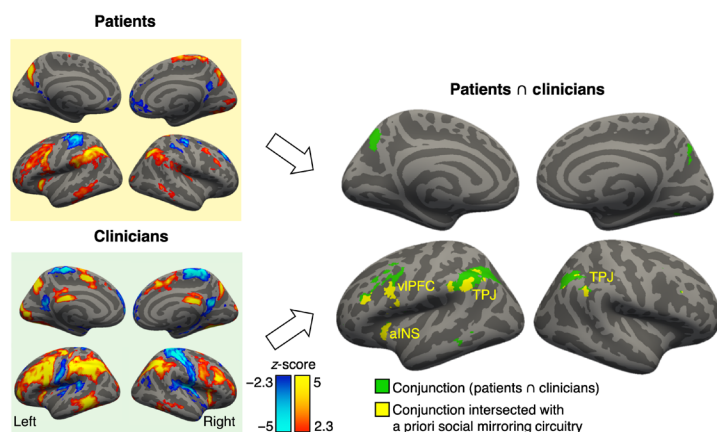 Patients
Patients ∩ clinicians
Clinicians
vlPFC
TPJ
TPJ
aINS
z-score
−2.3
5
−5
2.3
Left
Right
Conjunction (patients ∩ clinicians)
Conjunction intersected with
a priori social mirroring circuitry